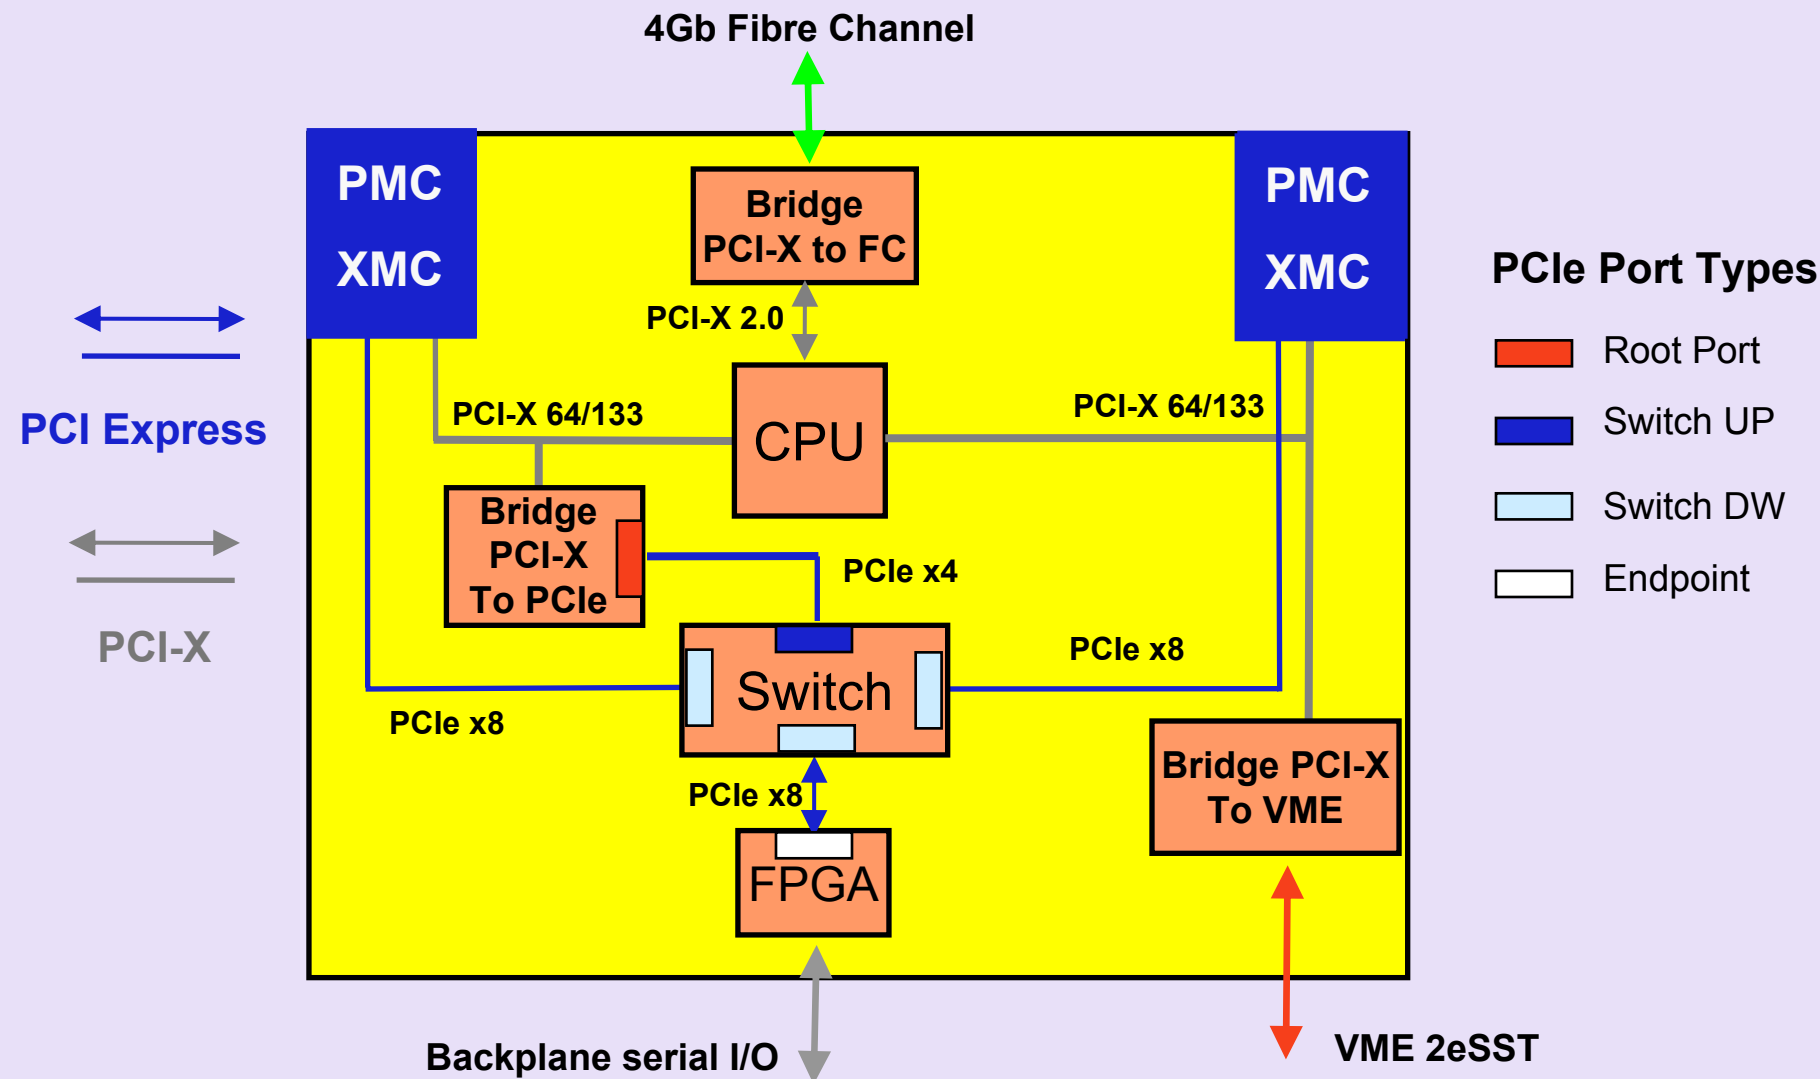 4Gb Fibre Channel
PMC
XMC
Bridge
PCI-X to FC
PMC
XMC
PCI-X 2.0
PCI-X 64/133
CPU
PCI-X 64/133
Bridge
PCI-X
To PCIe
PCIe x4
Switch
PCIe x8
PCIe x8
PCIe x8
FPGA
Bridge PCI-X
To VME
Backplane serial I/O
VME 2eSST
PCI Express
PCI-X
PCIe Port Types
Root Port
Switch UP
Switch DW
Endpoint